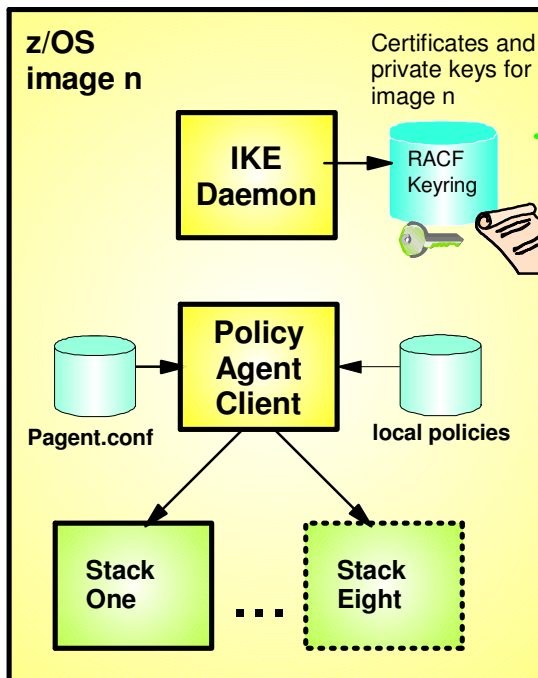 z/OS
image n
Certificates and
private keys for
image n
IKE
Daemon
RACF
Keyring
Policy
Agent
Client
Pagent.conf
local policies
Stack
One
...
Stack
Eight